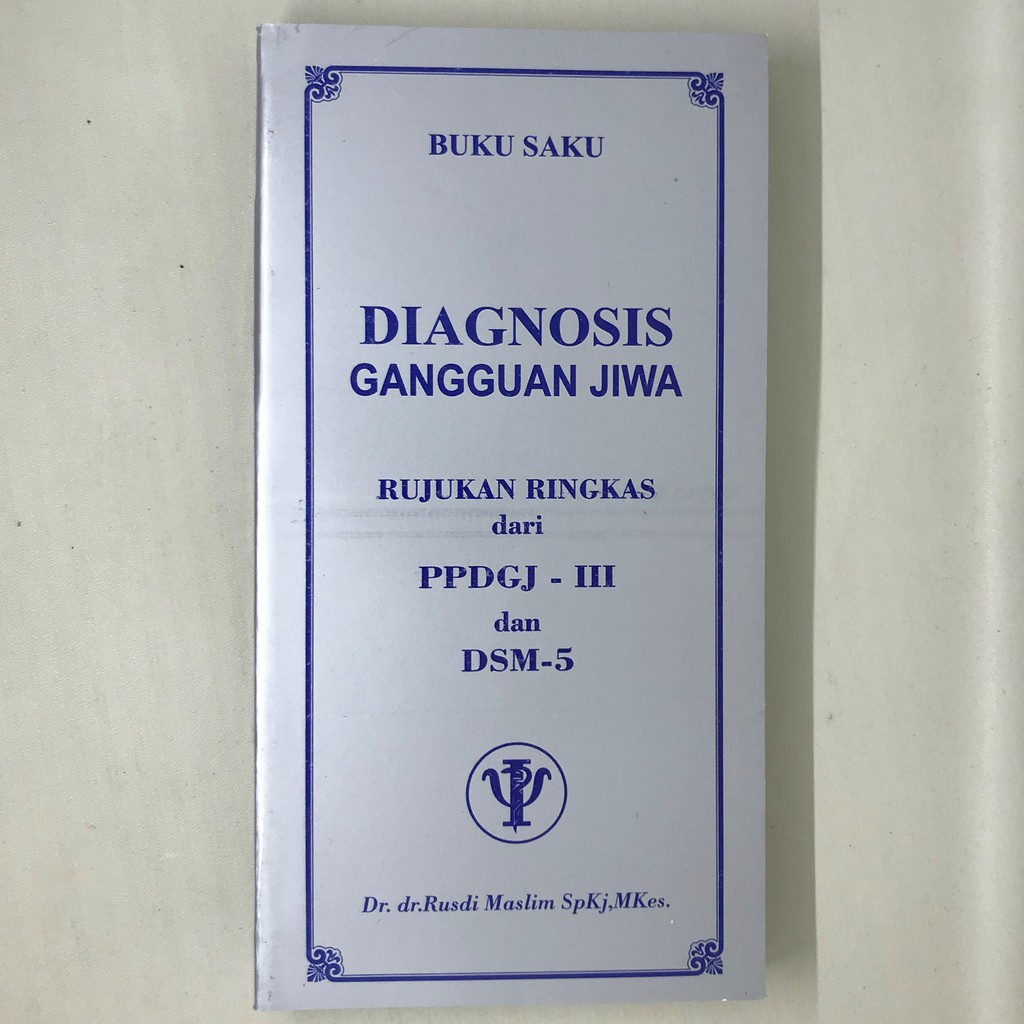 BUKU SAKU
DIAGNOSIS
GANGGUAN JIWA
RUJUKAN RINGKAS
dari
PPDGJ - III
dan
DSM-5
Dr. dr.Rusdi Maslim SpKj,MKes.